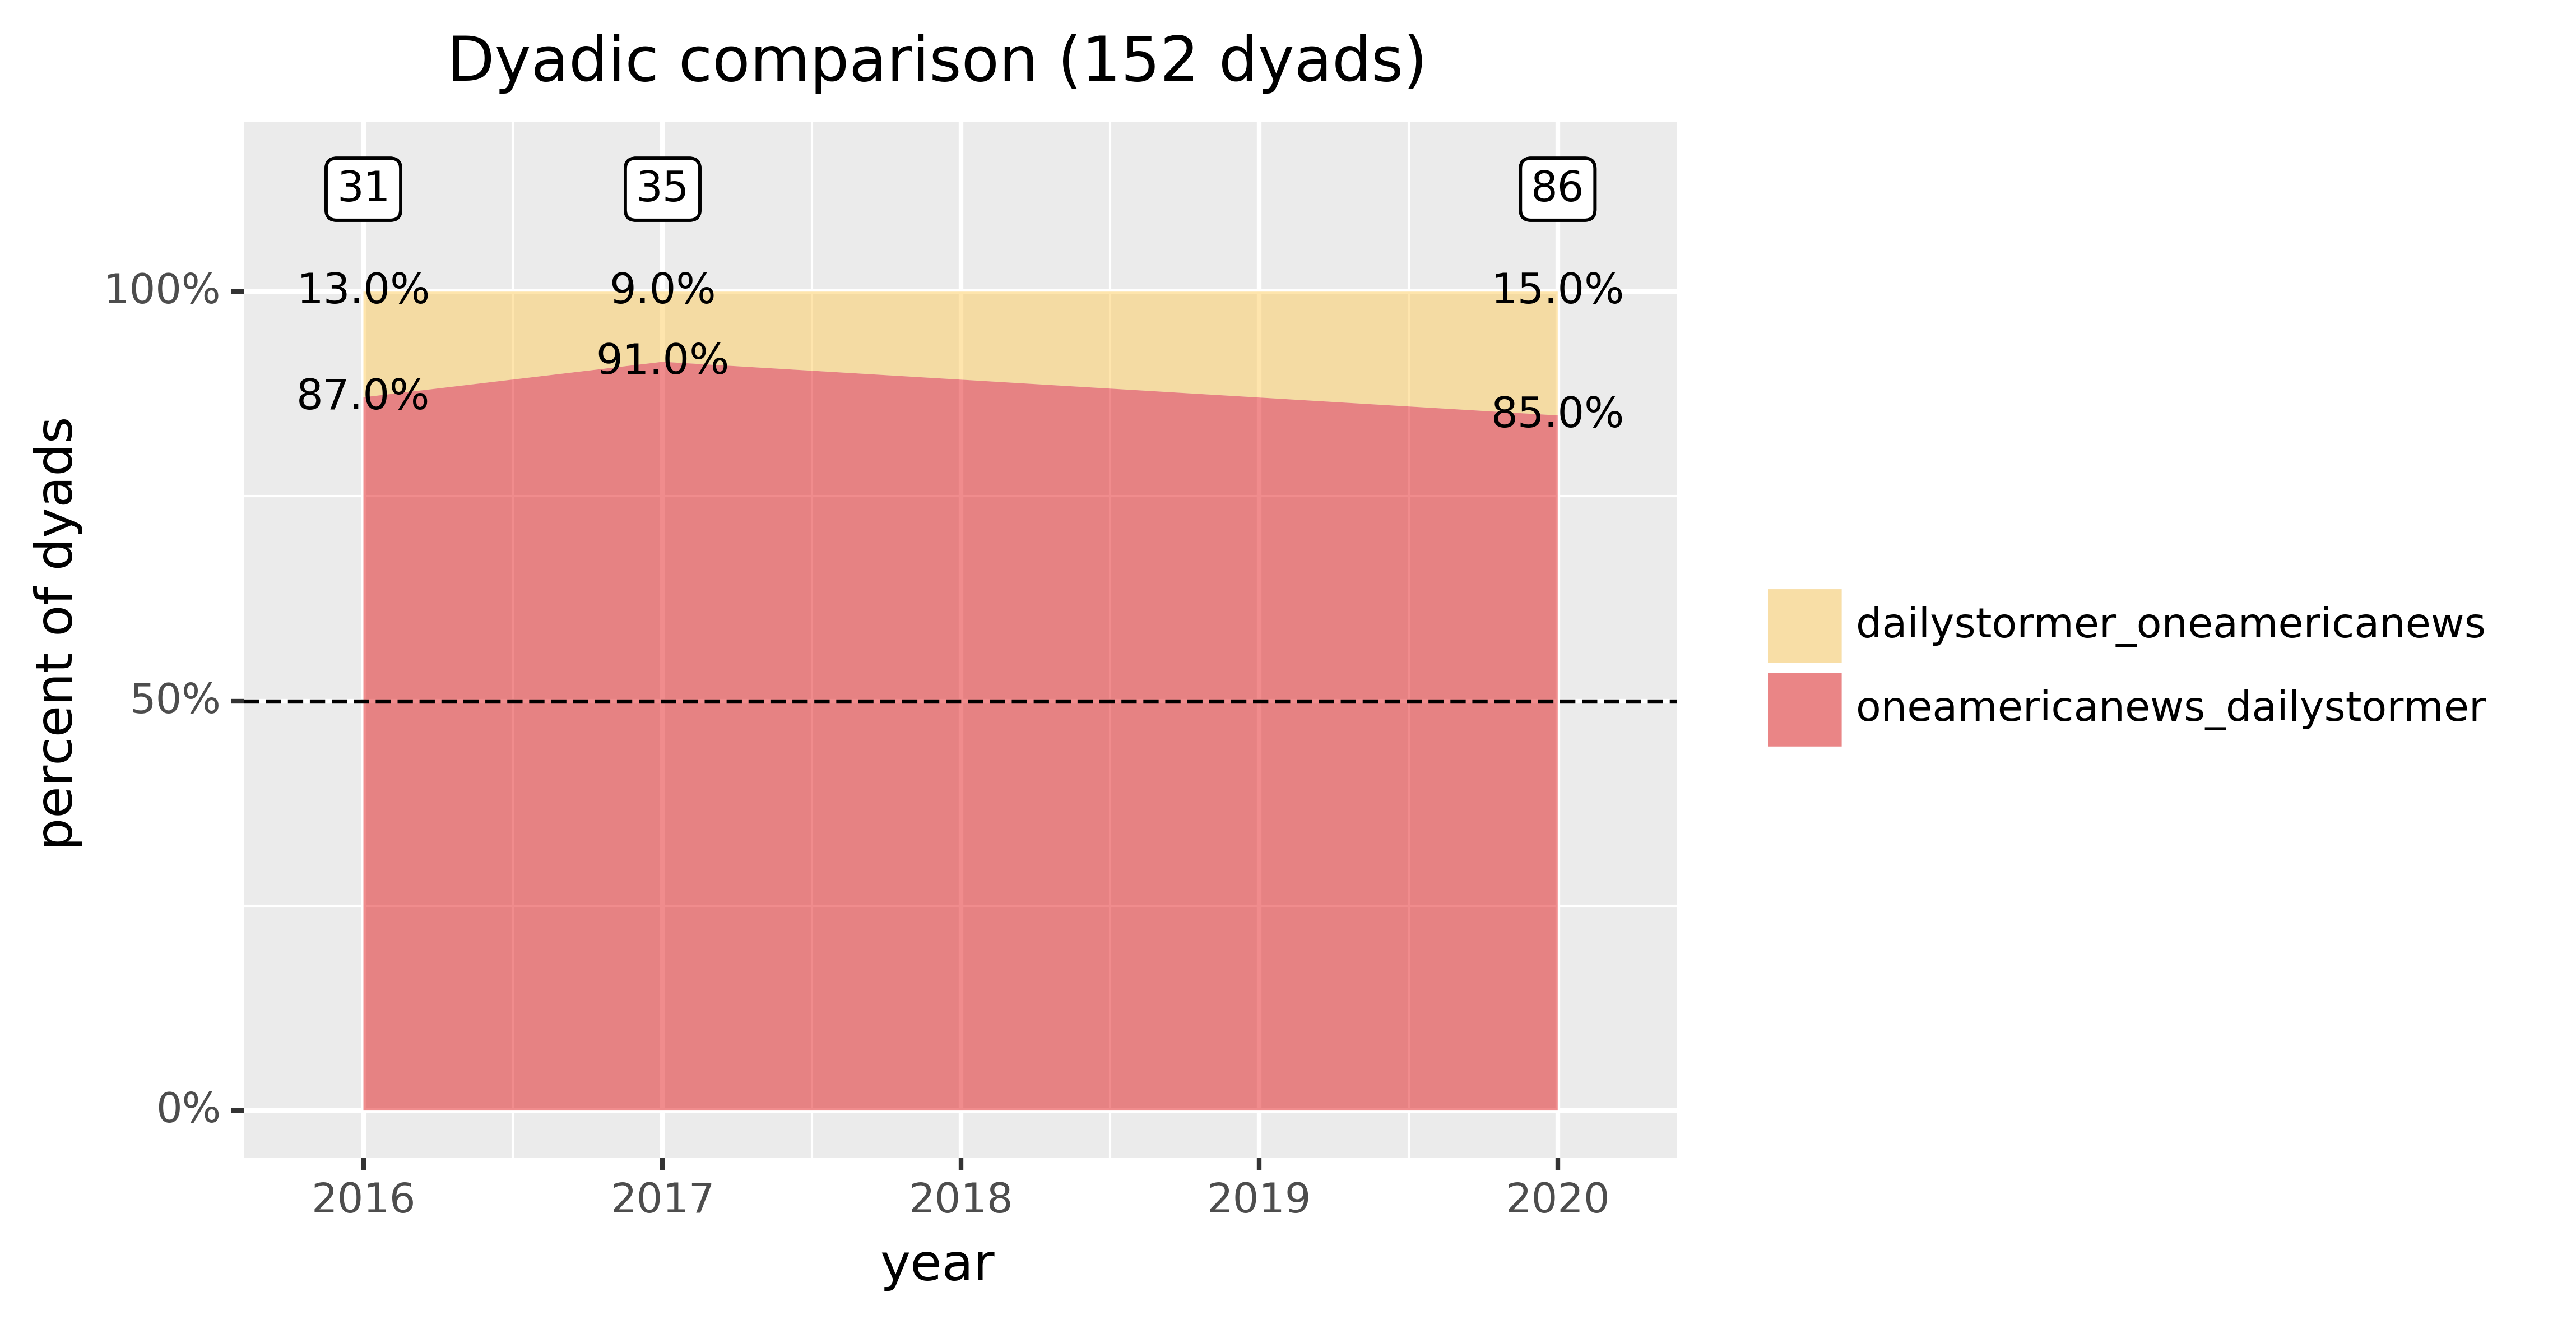 Dyadic comparison (152 dyads)
31 35 86
100% 13.0% 9.0% 15.0%
91.0%
87.0% 85.0%
percent of dyads
50%
0%
2016 2017 2018 2019 2020
year
dailystormer_oneamericanews
oneamericanews_dailystormer